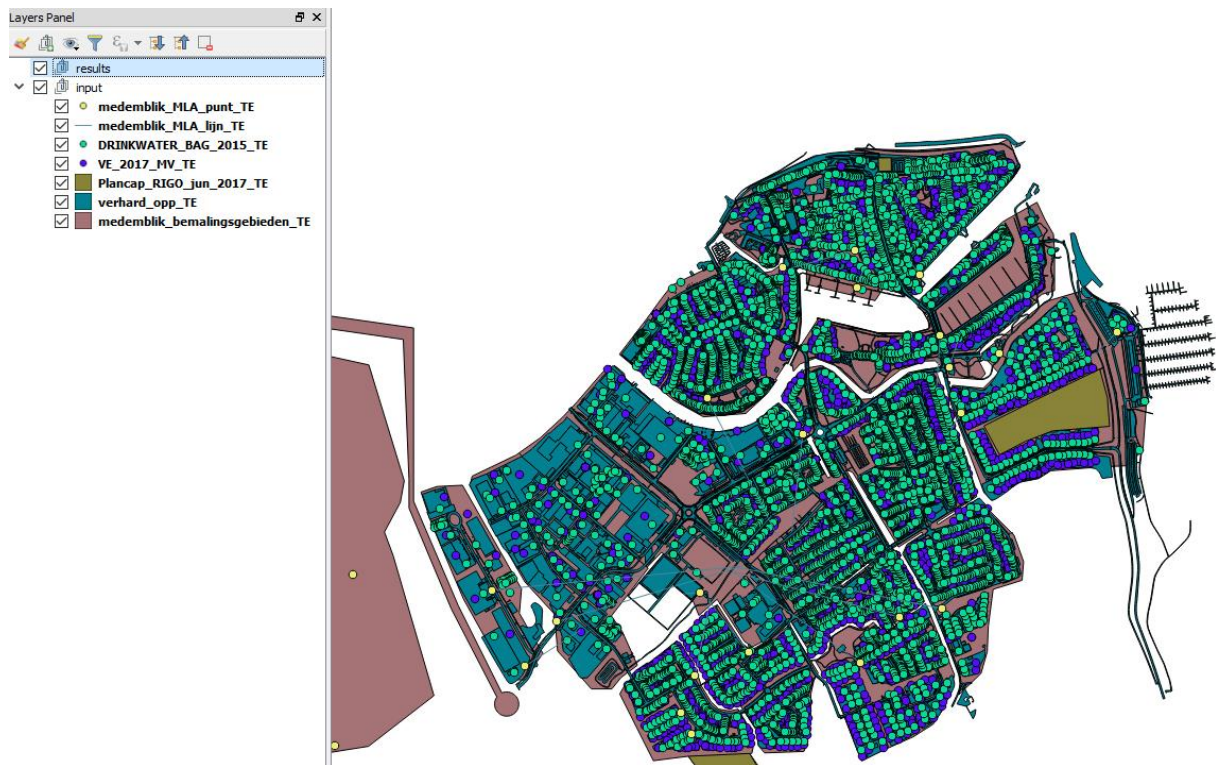 Layers Panel
results
input
medemblik_MLA_punt_TE
medemblik_MLA_lijn_TE
DRINKWATER_BAG_2015_TE
VE_2017_MV_TE
Plancap_RIGO_jun_2017_TE
verhard_opp_TE
medemblik_bemalingsgebieden_TE